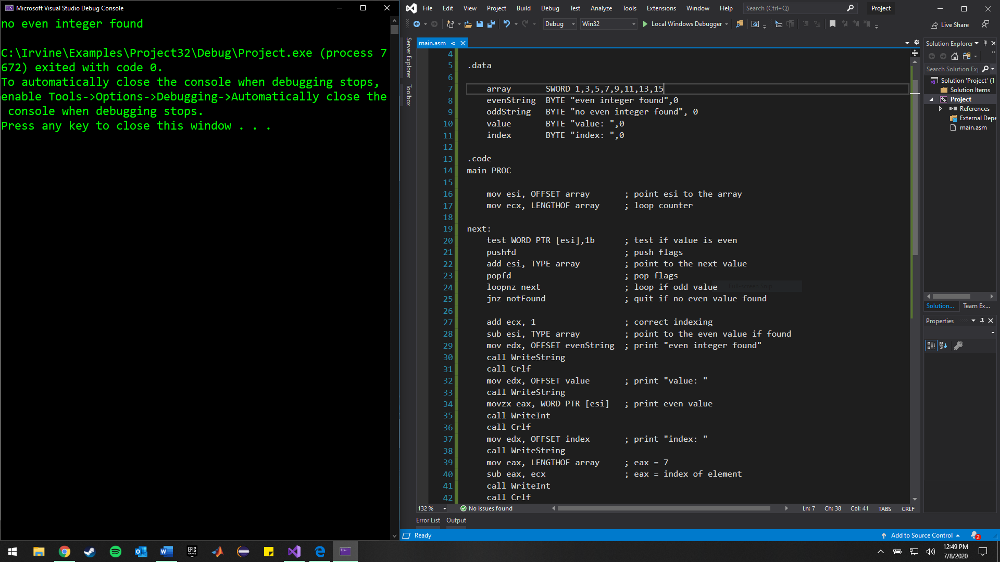 Microsoft Visual Studio Debug Console
no even integer found
C:\Irvine\Examples\Project32\Debug\Project.exe (process 7
672) exited with code 0.
To automatically close the console when debugging stops,
enable Tools->Options->Debugging->Automatically close the
 console when debugging stops.
Press any key to close this window . . .
File Edit View Project Build Debug Test Analyze Tools Extensions Window Help Search (Ctrl+Q) Project
Debug Win32 Local Windows Debugger Live Share
Server Explorer
Toolbox
main.asm
4
5 .data
6
7 array SWORD 1,3,5,7,9,11,13,15
8 evenString BYTE "even integer found",0
9 oddString BYTE "no even integer found", 0
10 value BYTE "value: ",0
11 index BYTE "index: ",0
12
13 .code
14 main PROC
15
16 mov esi, OFFSET array ; point esi to the array
17 mov ecx, LENGTHOF array ; loop counter
18
19 next:
20 test WORD PTR [esi],1b ; test if value is even
21 pushfd ; push flags
22 add esi, TYPE array ; point to the next value
23 popfd ; pop flags
24 loopnz next ; loop if odd value
25 jnz notFound ; quit if no even value found
26
27 add ecx, 1 ; correct indexing
28 sub esi, TYPE array ; point to the even value if found
29 mov edx, OFFSET evenString ; print "even integer found"
30 call WriteString
31 call Crlf
32 mov edx, OFFSET value ; print "value: "
33 call WriteString
34 movzx eax, WORD PTR [esi] ; print even value
35 call WriteInt
36 call Crlf
37 mov edx, OFFSET index ; print "index: "
38 call WriteString
39 mov eax, LENGTHOF array ; eax = 7
40 sub eax, ecx ; eax = index of element
41 call WriteInt
42 call Crlf
132 % No issues found Ln: 7 Ch: 38 Col: 41 TABS CRLF
Error List Output
Solution Explorer
Search Solution Exp
Solution 'Project' (1
Solution Items
Project
References
External Depe
main.asm
Solution... Team Ex...
Properties
Ready Add to Source Control 2
EPIC GAMES
12:49 PM
7/8/2020